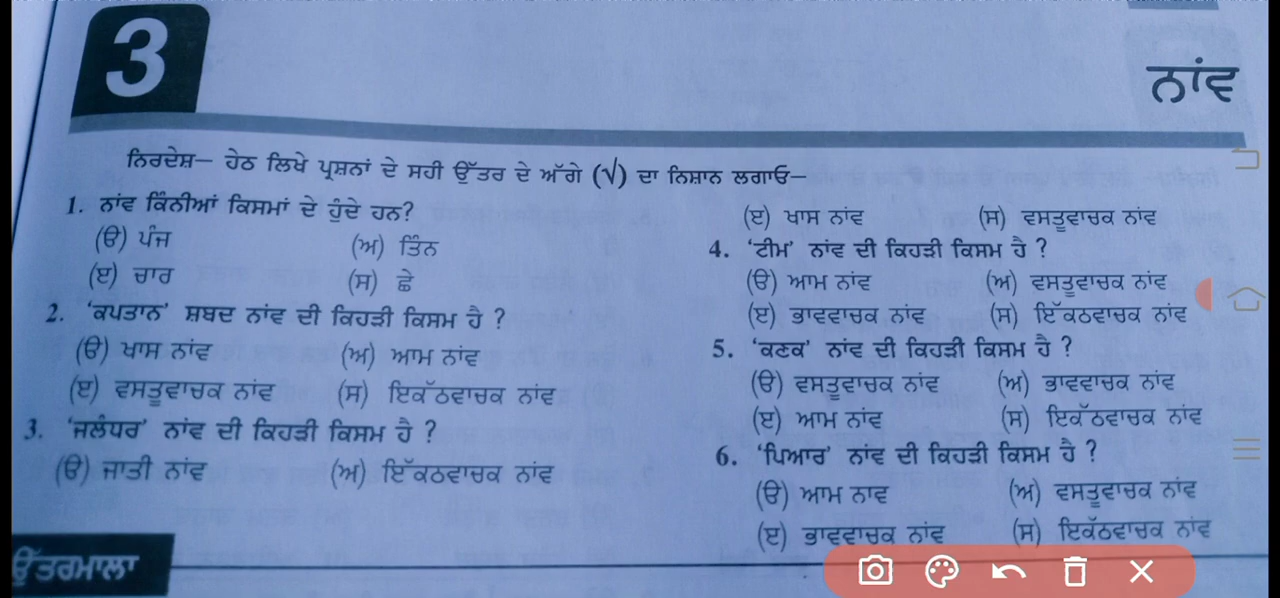 3
ਨਾਂਵ
ਨਿਰਦੇਸ਼– ਹੇਠ ਲਿਖੇ ਪ੍ਰਸ਼ਨਾਂ ਦੇ ਸਹੀ ਉੱਤਰ ਦੇ ਅੱਗੇ (√) ਦਾ ਨਿਸ਼ਾਨ ਲਗਾਓ–
1. ਨਾਂਵ ਕਿੰਨੀਆਂ ਕਿਸਮਾਂ ਦੇ ਹੁੰਦੇ ਹਨ?
(ੳ) ਪੰਜ (ਅ) ਤਿੰਨ
(ੲ) ਚਾਰ (ਸ) ਛੇ
2. ‘ਕਪਤਾਨ’ ਸ਼ਬਦ ਨਾਂਵ ਦੀ ਕਿਹੜੀ ਕਿਸਮ ਹੈ ?
(ੳ) ਖਾਸ ਨਾਂਵ (ਅ) ਆਮ ਨਾਂਵ
(ੲ) ਵਸਤੂਵਾਚਕ ਨਾਂਵ (ਸ) ਇਕੱਠਵਾਚਕ ਨਾਂਵ
3. ‘ਜਲੰਧਰ’ ਨਾਂਵ ਦੀ ਕਿਹੜੀ ਕਿਸਮ ਹੈ ?
(ੳ) ਜਾਤੀ ਨਾਂਵ (ਅ) ਇੱਕਠਵਾਚਕ ਨਾਂਵ
(ੲ) ਖਾਸ ਨਾਂਵ (ਸ) ਵਸਤੂਵਾਚਕ ਨਾਂਵ
4. ‘ਟੀਮ’ ਨਾਂਵ ਦੀ ਕਿਹੜੀ ਕਿਸਮ ਹੈ ?
(ੳ) ਆਮ ਨਾਂਵ (ਅ) ਵਸਤੂਵਾਚਕ ਨਾਂਵ
(ੲ) ਭਾਵਵਾਚਕ ਨਾਂਵ (ਸ) ਇੱਕਠਵਾਚਕ ਨਾਂਵ
5. ‘ਕਣਕ’ ਨਾਂਵ ਦੀ ਕਿਹੜੀ ਕਿਸਮ ਹੈ ?
(ੳ) ਵਸਤੂਵਾਚਕ ਨਾਂਵ (ਅ) ਭਾਵਵਾਚਕ ਨਾਂਵ
(ੲ) ਆਮ ਨਾਂਵ (ਸ) ਇਕੱਠਵਾਚਕ ਨਾਂਵ
6. ‘ਪਿਆਰ’ ਨਾਂਵ ਦੀ ਕਿਹੜੀ ਕਿਸਮ ਹੈ ?
(ੳ) ਆਮ ਨਾਵ (ਅ) ਵਸਤੂਵਾਚਕ ਨਾਂਵ
(ੲ) ਭਾਵਵਾਚਕ ਨਾਂਵ (ਸ) ਇਕੱਠਵਾਚਕ ਨਾਂਵ
ਉੱਤਰਮਾਲਾ